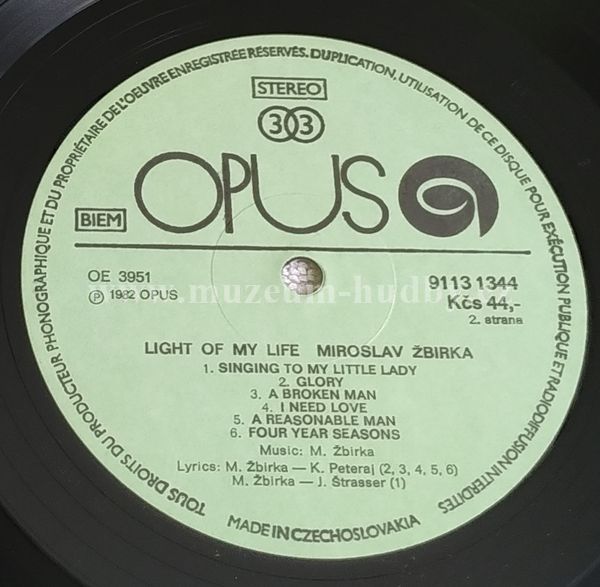 TOUS DROITS DU PRODUCTEUR PHONOGRAPHIQUE ET DU PROPRIÉTAIRE DE L'OEUVRE ENREGISTRÉE RÉSERVÉS. DUPLICATION, UTILISATION DE CE DISQUE POUR EXÉCUTION PUBLIQUE ET RADIODIFFUSION INTERDITES
STEREO
33
OPUS
BIEM
OE 3951
℗ 1982 OPUS
9113 1344
Kčs 44,-
2. strana
www.muzeum-hudby.cz
LIGHT OF MY LIFE MIROSLAV ŽBIRKA
1. SINGING TO MY LITTLE LADY
2. GLORY
3. A BROKEN MAN
4. I NEED LOVE
5. A REASONABLE MAN
6. FOUR YEAR SEASONS
Music: M. Žbirka
Lyrics: M. Žbirka — K. Peteraj (2, 3, 4, 5, 6)
M. Žbirka — J. Štrasser (1)
MADE IN CZECHOSLOVAKIA